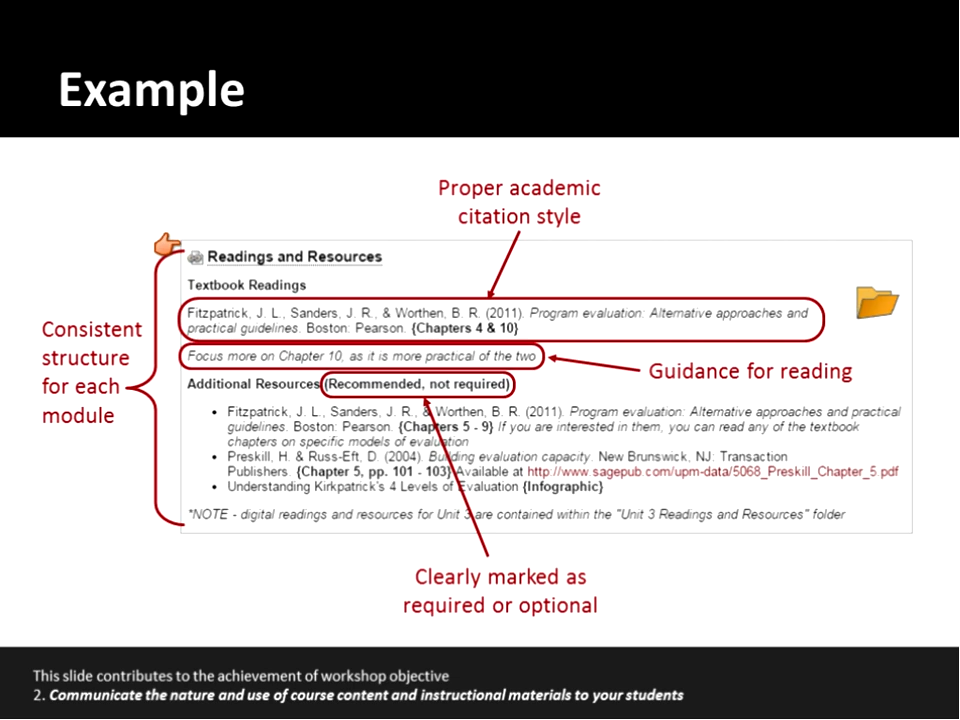 Example
Proper academic
citation style
Readings and Resources
Textbook Readings
Fitzpatrick, J. L., Sanders, J. R., & Worthen, B. R. (2011). Program evaluation: Alternative approaches and
practical guidelines. Boston: Pearson. {Chapters 4 & 10}
Consistent
structure
for each
module
Focus more on Chapter 10, as it is more practical of the two
Guidance for reading
Additional Resources (Recommended, not required)
• Fitzpatrick, J. L., Sanders, J. R., & Worthen, B. R. (2011). Program evaluation: Alternative approaches and practical
guidelines. Boston: Pearson. {Chapters 5 - 9} If you are interested in them, you can read any of the textbook
chapters on specific models of evaluation
• Preskill, H. & Russ-Eft, D. (2004). Building evaluation capacity. New Brunswick, NJ: Transaction
Publishers. {Chapter 5, pp. 101 - 103} Available at http://www.sagepub.com/upm-data/5068_Preskill_Chapter_5.pdf
• Understanding Kirkpatrick's 4 Levels of Evaluation {Infographic}
*NOTE - digital readings and resources for Unit 3 are contained within the "Unit 3 Readings and Resources" folder
Clearly marked as
required or optional
This slide contributes to the achievement of workshop objective
2. Communicate the nature and use of course content and instructional materials to your students